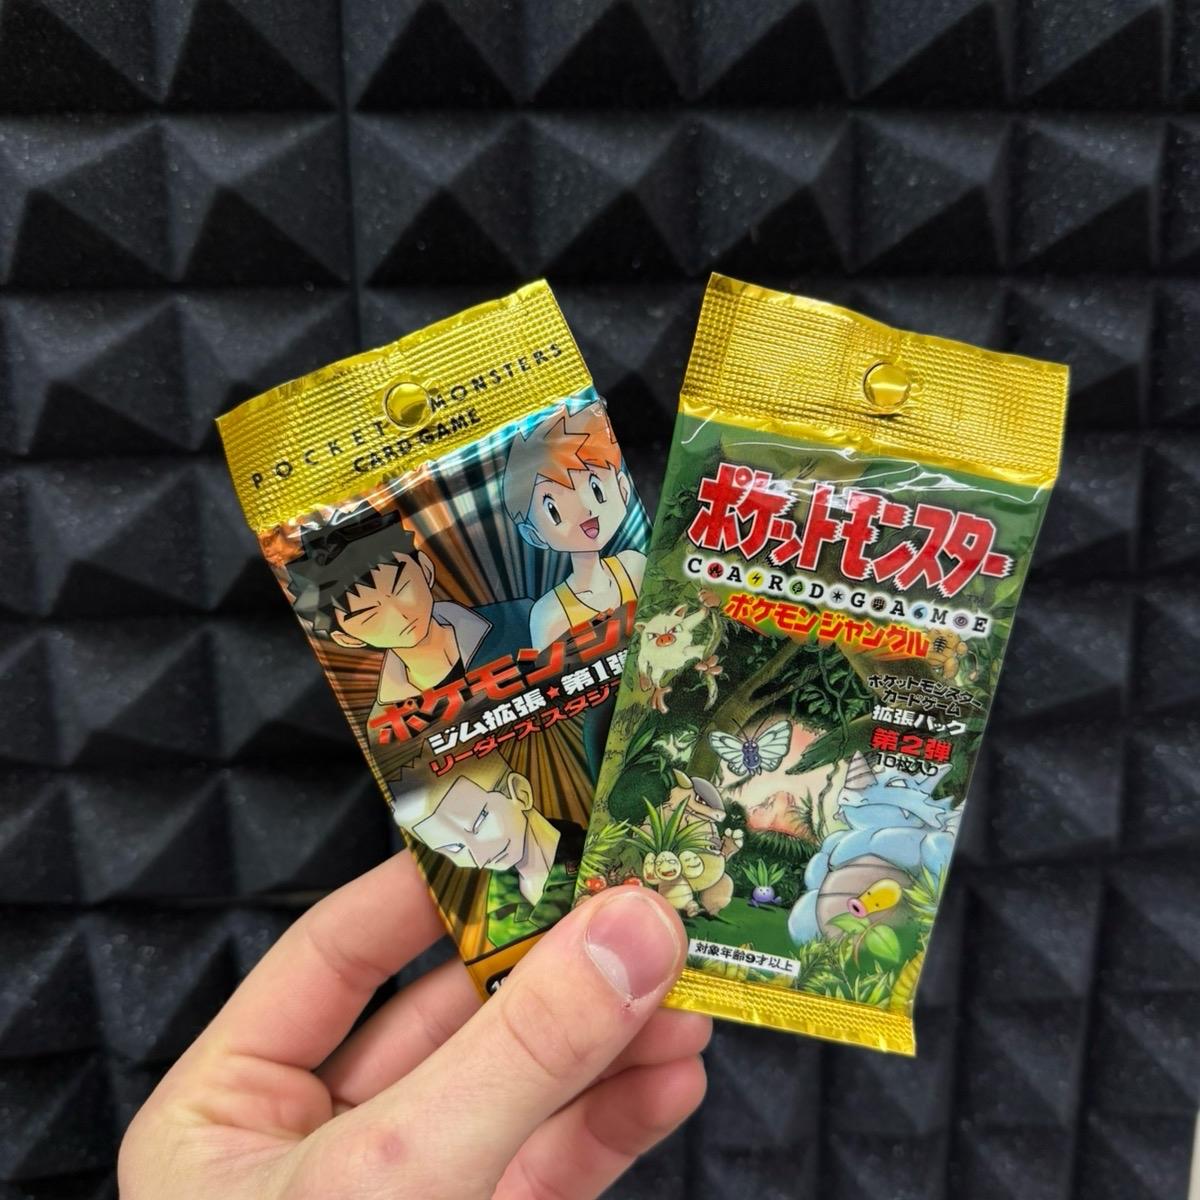 POCKET MONSTERS
CARD GAME
ポケモンジ
ジム拡張★第1弾
リーダーズスタジ
ポケットモンスター
CARD GAME
ポケモンジャングル
ポケットモンスター
カードゲーム
拡張パック
第2弾
10枚入り
対象年齢9才以上